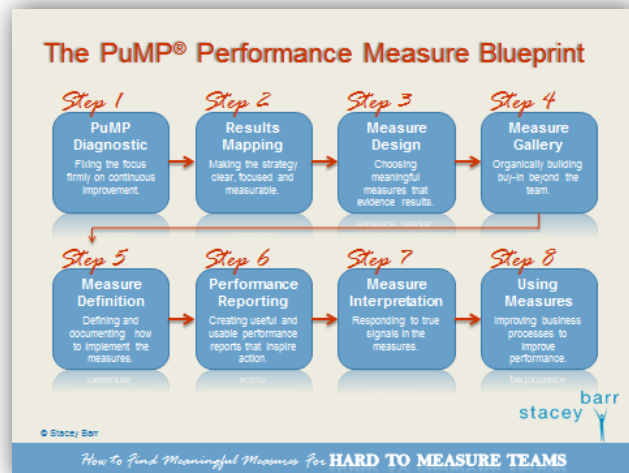 The PuMP® Performance Measure Blueprint
Step 1
PuMP
Diagnostic
Fixing the focus
firmly on continuous
improvement.
Step 2
Results
Mapping
Making the strategy
clear, focused and
measurable.
Step 3
Measure
Design
Choosing
meaningful
measures that
evidence results.
Step 4
Measure
Gallery
Organically building
buy-in beyond the
team.
Step 5
Measure
Definition
Defining and
documenting how
to implement the
measures.
Step 6
Performance
Reporting
Creating useful and
usable performance
reports that inspire
action.
Step 7
Measure
Interpretation
Responding to true
signals in the
measures.
Step 8
Using
Measures
Improving business
processes to
improve
performance.
barr
stacey
© Stacey Barr
How to Find Meaningful Measures For HARD TO MEASURE TEAMS